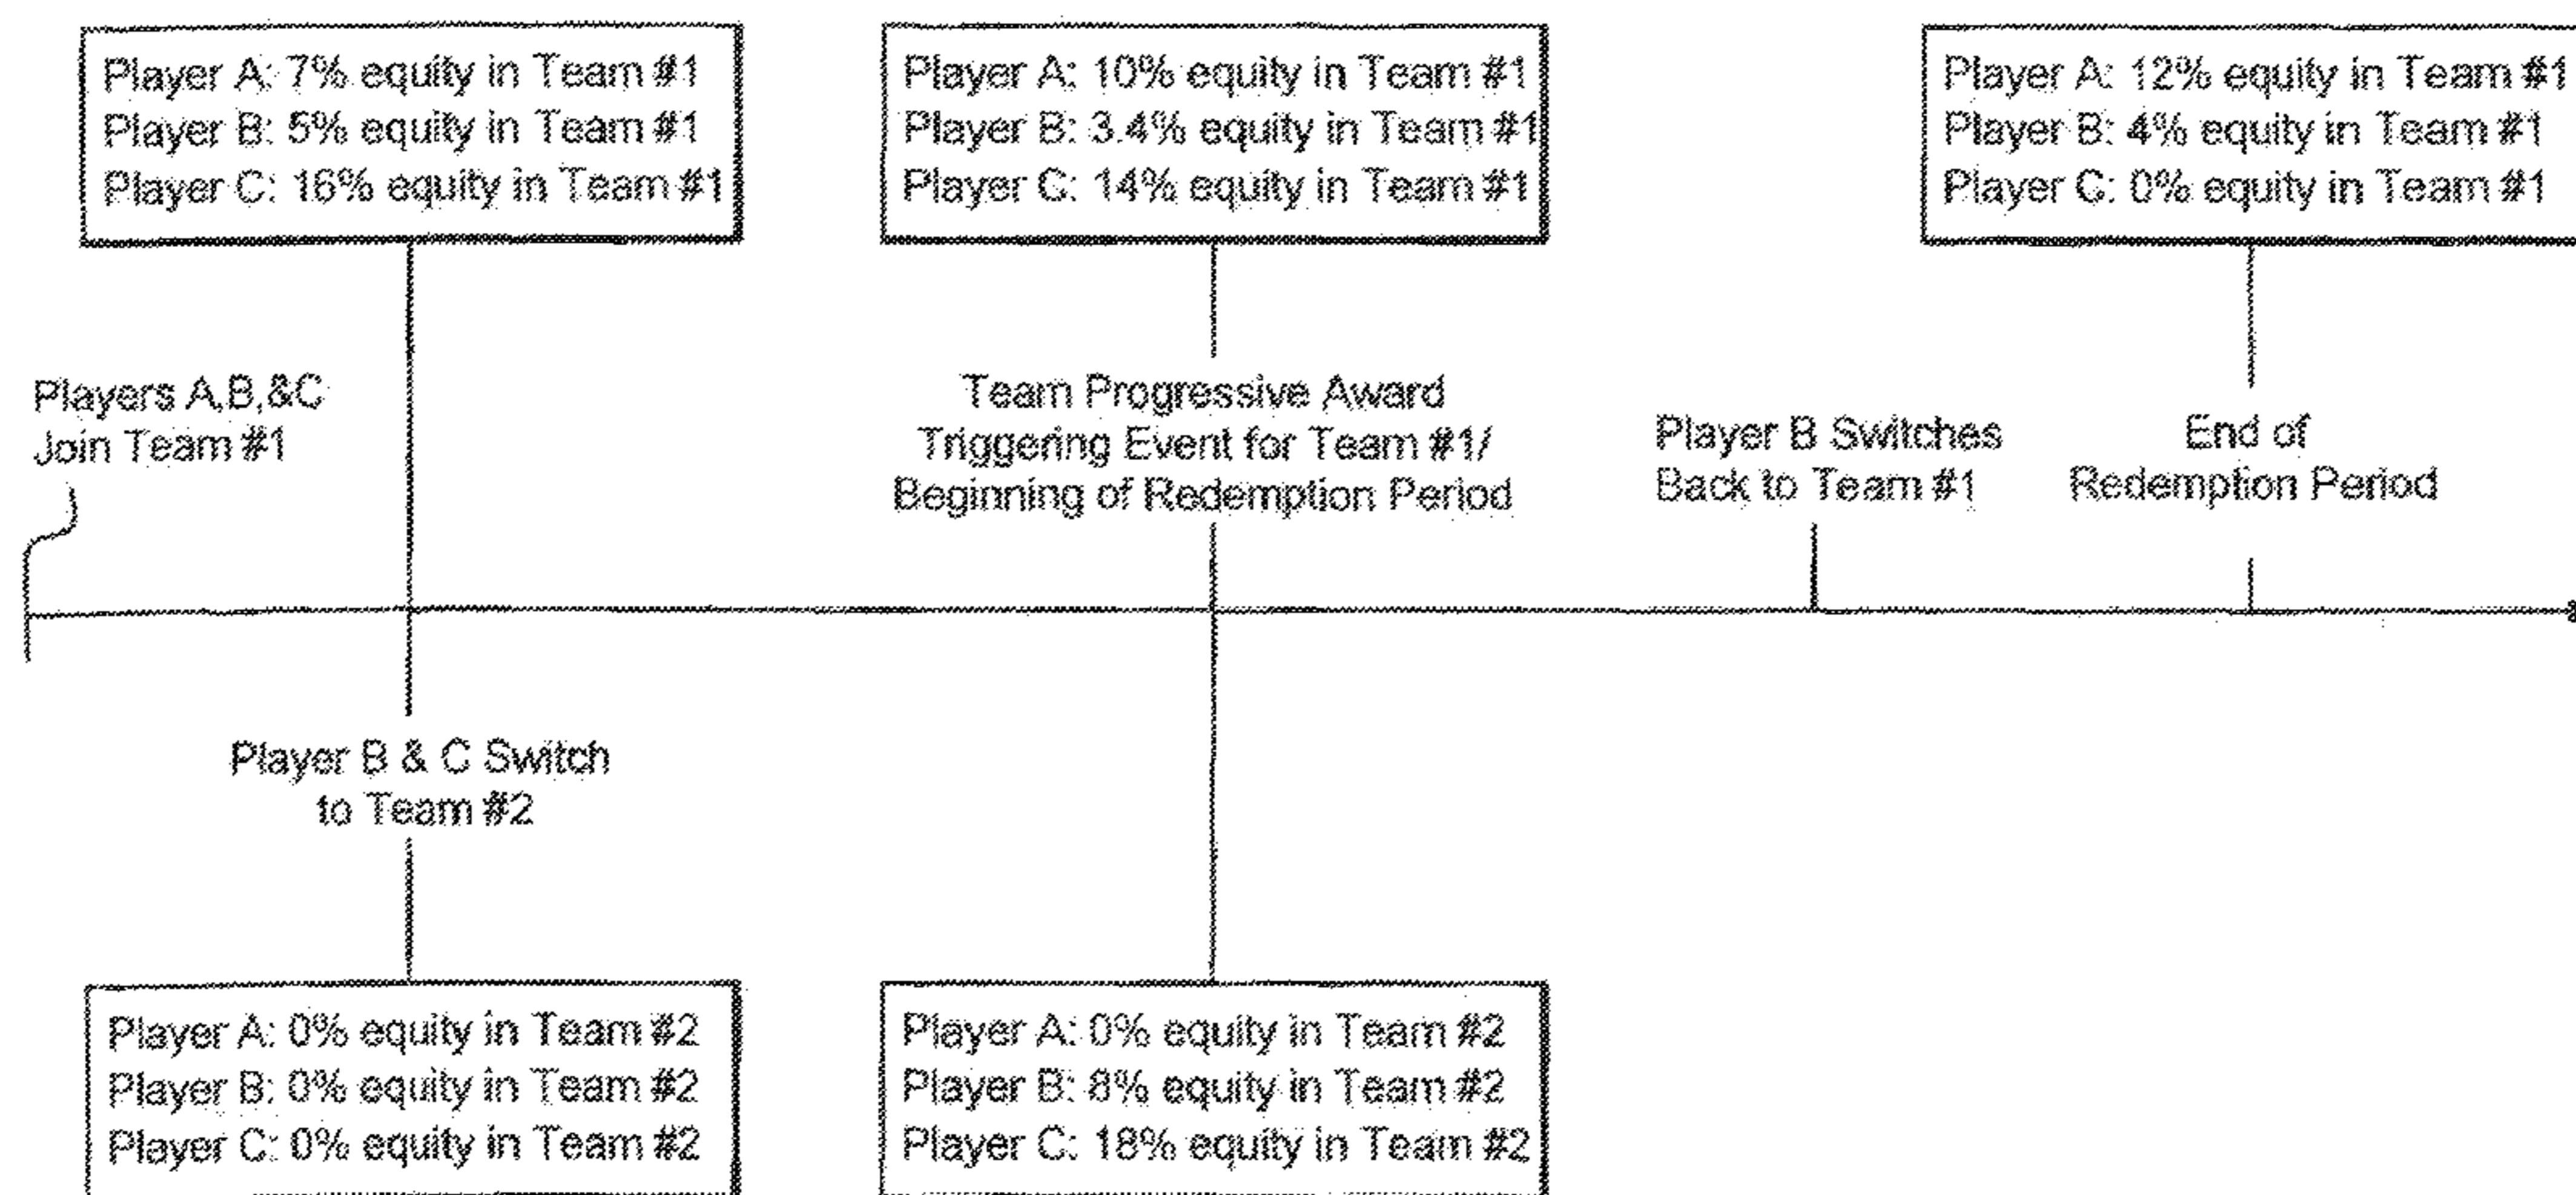 Player A: 7% equity in Team #1
Player B: 5% equity in Team #1
Player C: 16% equity in Team #1
Player A: 10% equity in Team #1
Player B: 3.4% equity in Team #1
Player C: 14% equity in Team #1
Player A: 12% equity in Team #1
Player B: 4% equity in Team #1
Player C: 0% equity in Team #1
Players A,B,&C
Join Team #1
Team Progressive Award
Triggering Event for Team #1/
Beginning of Redemption Period
Player B Switches
Back to Team #1
End of
Redemption Period
Player B & C Switch
to Team #2
Player A: 0% equity in Team #2
Player B: 0% equity in Team #2
Player C: 0% equity in Team #2
Player A: 0% equity in Team #2
Player B: 8% equity in Team #2
Player C: 18% equity in Team #2